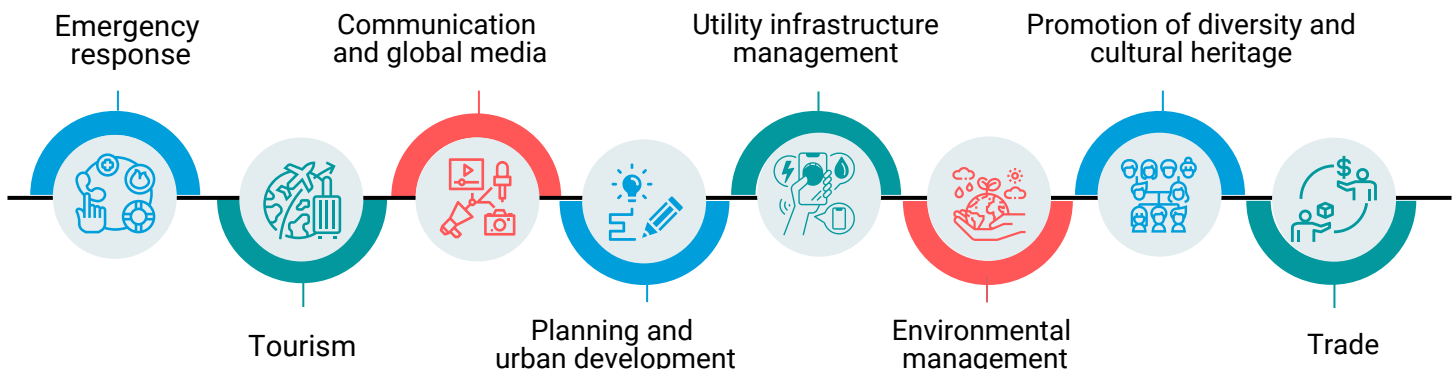 Emergency
response
Tourism
Communication
and global media
Planning and
urban development
Utility infrastructure
management
Environmental
management
Promotion of diversity and
cultural heritage
$
Trade